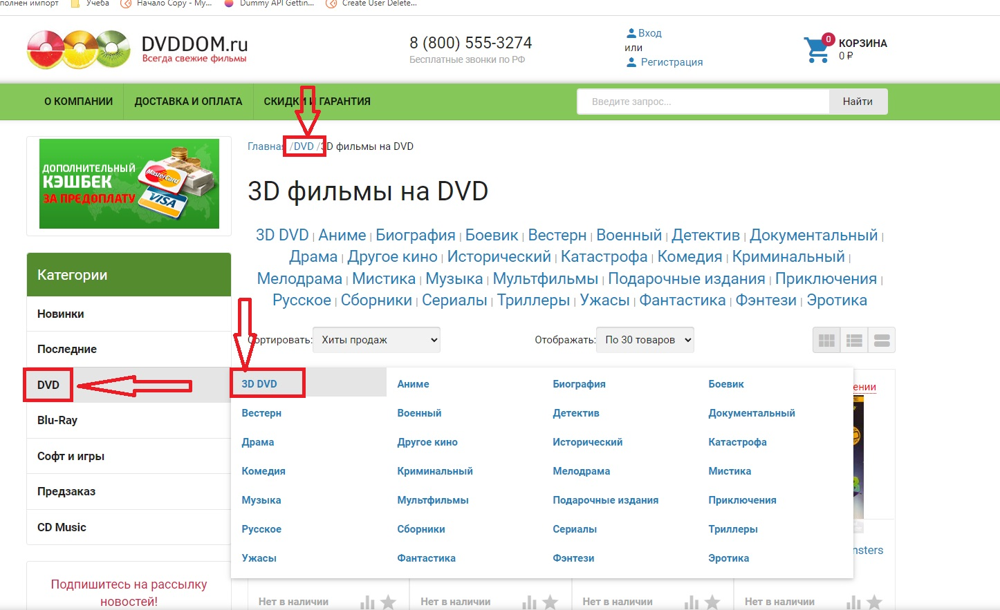 полнен импорт Учеба Начало Copy - My... Dummy API Gettin... Create User Delete...
DVDDOM.ru
Всегда свежие фильмы
8 (800) 555-3274
Бесплатные звонки по РФ
Вход
или
Регистрация
0
КОРЗИНА
0 ₽
О КОМПАНИИ ДОСТАВКА И ОПЛАТА СКИДКИ И ГАРАНТИЯ
Введите запрос... Найти
ДОПОЛНИТЕЛЬНЫЙ
КЭШБЕК
ЗА ПРЕДОПЛАТУ
MasterCard
VISA
Главная /DVD /3D фильмы на DVD
3D фильмы на DVD
3D DVD | Аниме | Биография | Боевик | Вестерн | Военный | Детектив | Документальный |
Драма | Другое кино | Исторический | Катастрофа | Комедия | Криминальный |
Мелодрама | Мистика | Музыка | Мультфильмы | Подарочные издания | Приключения |
Русское | Сборники | Сериалы | Триллеры | Ужасы | Фантастика | Фэнтези | Эротика
Сортировать: Хиты продаж Отображать: По 30 товаров
Категории
Новинки
Последние
DVD
Blu-Ray
Софт и игры
Предзаказ
CD Music
3D DVD Аниме Биография Боевик
Вестерн Военный Детектив Документальный
Драма Другое кино Исторический Катастрофа
Комедия Криминальный Мелодрама Мистика
Музыка Мультфильмы Подарочные издания Приключения
Русское Сборники Сериалы Триллеры
Ужасы Фантастика Фэнтези Эротика
ении
nsters
Нет в наличии Нет в наличии Нет в наличии Нет в наличии
Подпишитесь на рассылку
новостей!